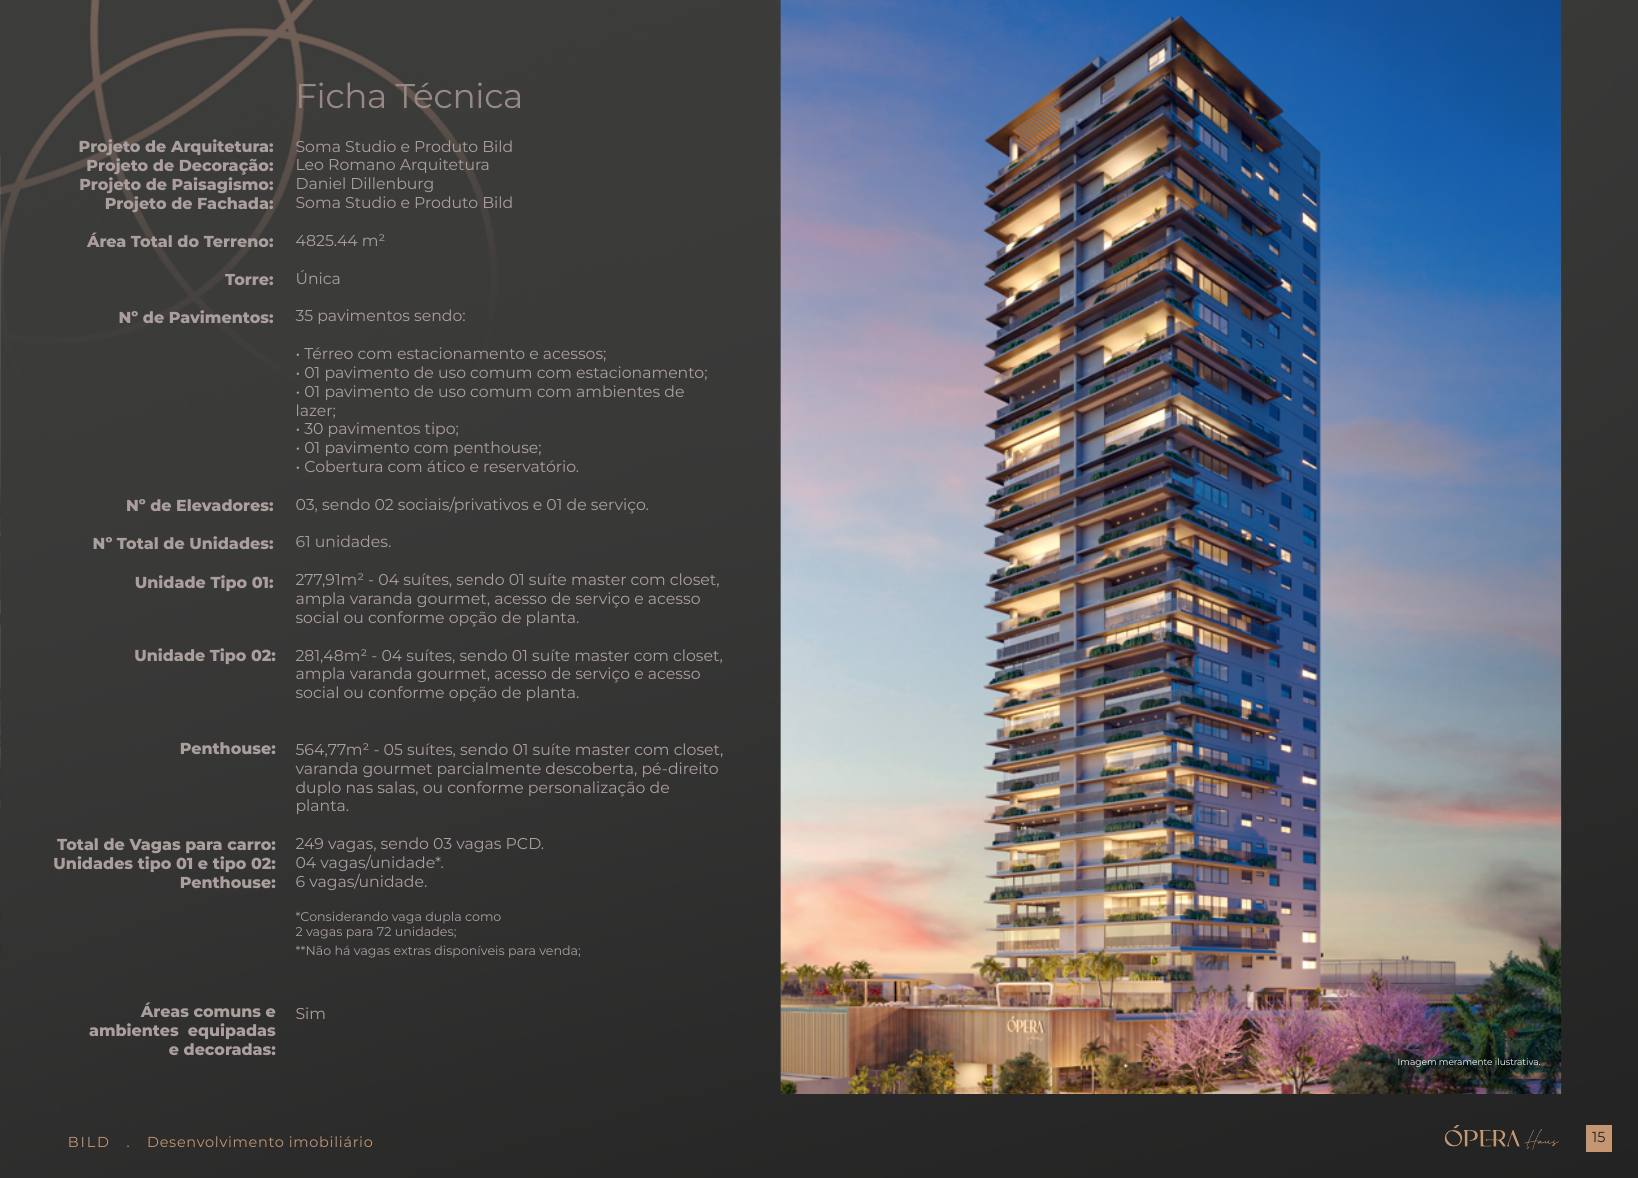 Ficha Técnica
Projeto de Arquitetura: Soma Studio e Produto Bild
Projeto de Decoração: Leo Romano Arquitetura
Projeto de Paisagismo: Daniel Dillenburg
Projeto de Fachada: Soma Studio e Produto Bild
Área Total do Terreno: 4825.44 m²
Torre: Única
Nº de Pavimentos: 35 pavimentos sendo:
• Térreo com estacionamento e acessos;
• 01 pavimento de uso comum com estacionamento;
• 01 pavimento de uso comum com ambientes de
lazer;
• 30 pavimentos tipo;
• 01 pavimento com penthouse;
• Cobertura com ático e reservatório.
Nº de Elevadores: 03, sendo 02 sociais/privativos e 01 de serviço.
Nº Total de Unidades: 61 unidades.
Unidade Tipo 01: 277,91m² - 04 suítes, sendo 01 suíte master com closet,
ampla varanda gourmet, acesso de serviço e acesso
social ou conforme opção de planta.
Unidade Tipo 02: 281,48m² - 04 suítes, sendo 01 suíte master com closet,
ampla varanda gourmet, acesso de serviço e acesso
social ou conforme opção de planta.
Penthouse: 564,77m² - 05 suítes, sendo 01 suíte master com closet,
varanda gourmet parcialmente descoberta, pé-direito
duplo nas salas, ou conforme personalização de
planta.
Total de Vagas para carro: 249 vagas, sendo 03 vagas PCD.
Unidades tipo 01 e tipo 02: 04 vagas/unidade*.
Penthouse: 6 vagas/unidade.
*Considerando vaga dupla como
2 vagas para 72 unidades;
**Não há vagas extras disponíveis para venda;
Áreas comuns e Sim
ambientes equipadas
e decoradas:
ÓPERA
Imagem meramente ilustrativa.
BILD . Desenvolvimento imobiliário
ÓPERA Haus 15